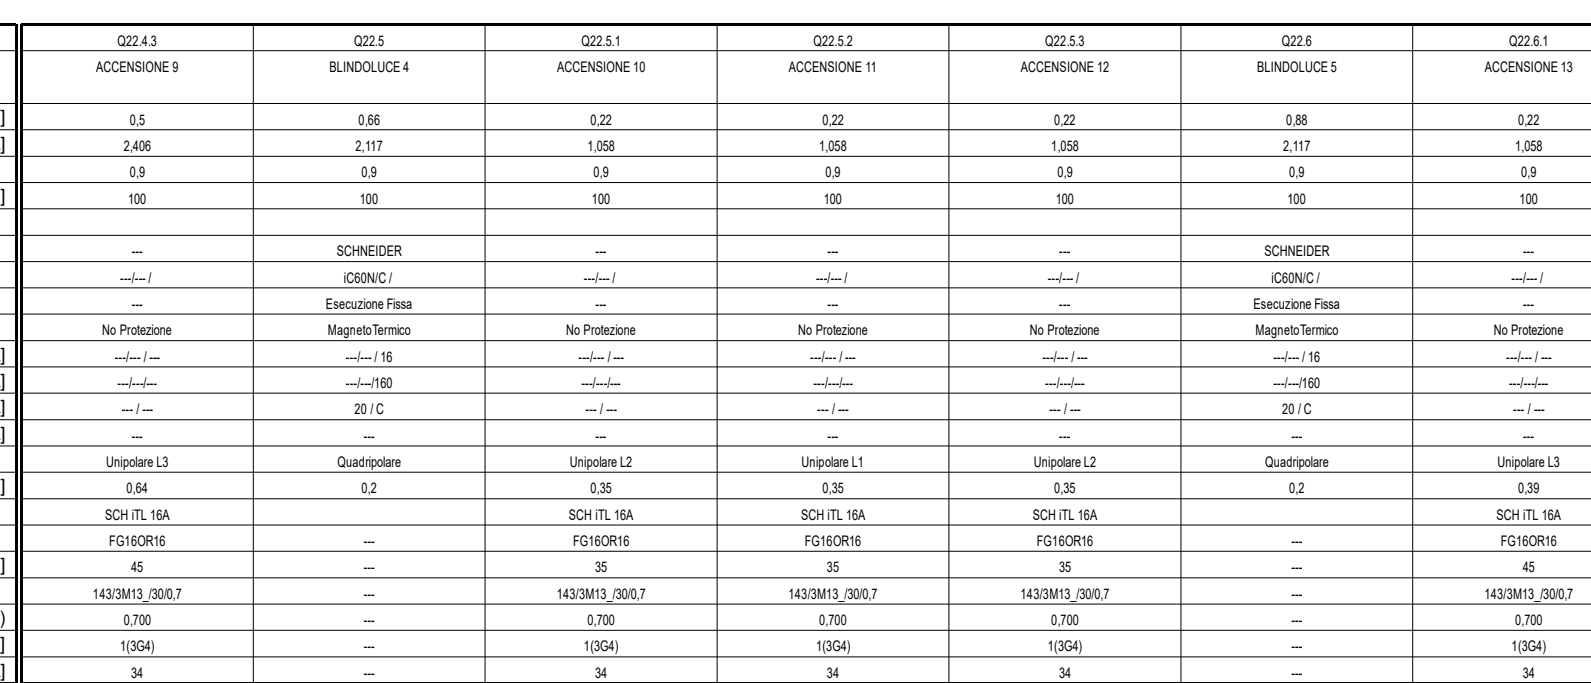 Q22.4.3 Q22.5 Q22.5.1 Q22.5.2 Q22.5.3 Q22.6 Q22.6.1
ACCENSIONE 9 BLINDOLUCE 4 ACCENSIONE 10 ACCENSIONE 11 ACCENSIONE 12 BLINDOLUCE 5 ACCENSIONE 13
] 0,5 0,66 0,22 0,22 0,22 0,88 0,22
] 2,406 2,117 1,058 1,058 1,058 2,117 1,058
0,9 0,9 0,9 0,9 0,9 0,9 0,9
] 100 100 100 100 100 100 100
--- SCHNEIDER --- --- --- SCHNEIDER ---
---/--- / iC60N/C / ---/--- / ---/--- / ---/--- / iC60N/C / ---/--- /
--- Esecuzione Fissa --- --- --- Esecuzione Fissa ---
No Protezione MagnetoTermico No Protezione No Protezione No Protezione MagnetoTermico No Protezione
] ---/--- / --- ---/--- / 16 ---/--- / --- ---/--- / --- ---/--- / --- ---/--- / 16 ---/--- / ---
] ---/---/--- ---/---/160 ---/---/--- ---/---/--- ---/---/--- ---/---/160 ---/---/---
] --- / --- 20 / C --- / --- --- / --- --- / --- 20 / C --- / ---
] --- --- --- --- --- --- ---
Unipolare L3 Quadripolare Unipolare L2 Unipolare L1 Unipolare L2 Quadripolare Unipolare L3
] 0,64 0,2 0,35 0,35 0,35 0,2 0,39
SCH iTL 16A SCH iTL 16A SCH iTL 16A SCH iTL 16A SCH iTL 16A
FG16OR16 --- FG16OR16 FG16OR16 FG16OR16 --- FG16OR16
] 45 --- 35 35 35 --- 45
143/3M13_/30/0,7 --- 143/3M13_/30/0,7 143/3M13_/30/0,7 143/3M13_/30/0,7 --- 143/3M13_/30/0,7
) 0,700 --- 0,700 0,700 0,700 --- 0,700
] 1(3G4) --- 1(3G4) 1(3G4) 1(3G4) --- 1(3G4)
] 34 --- 34 34 34 --- 34